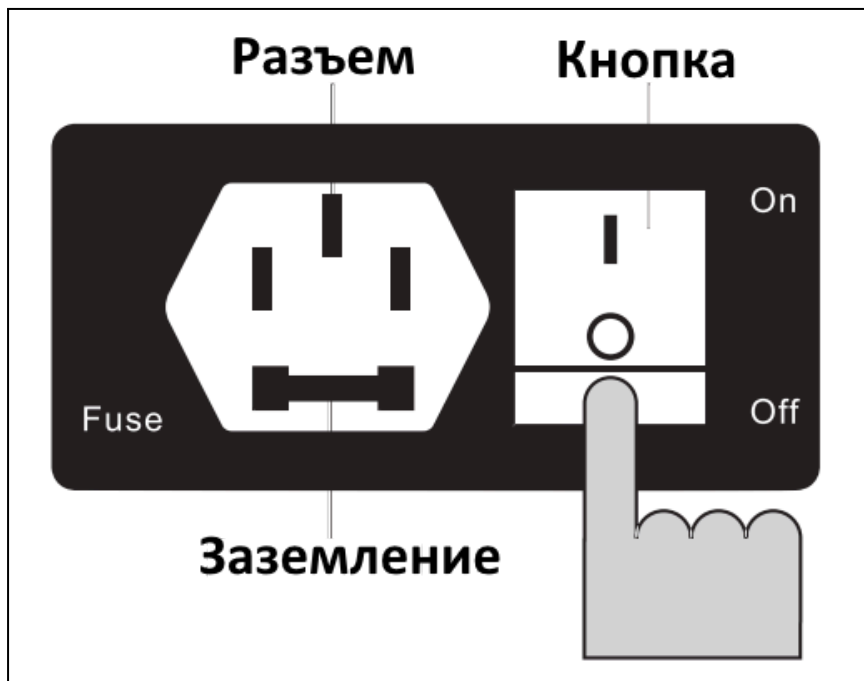 Разъем
Кнопка
On
Fuse
Off
Заземление